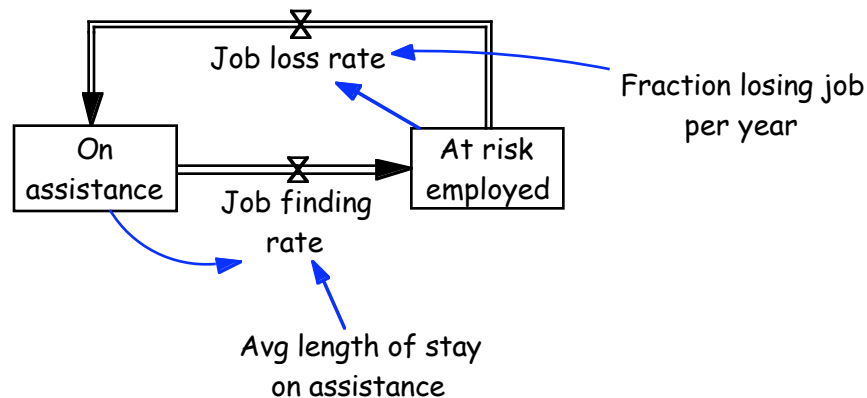 Job loss rate
Fraction losing job
per year
On
assistance
At risk
employed
Job finding
rate
Avg length of stay
on assistance